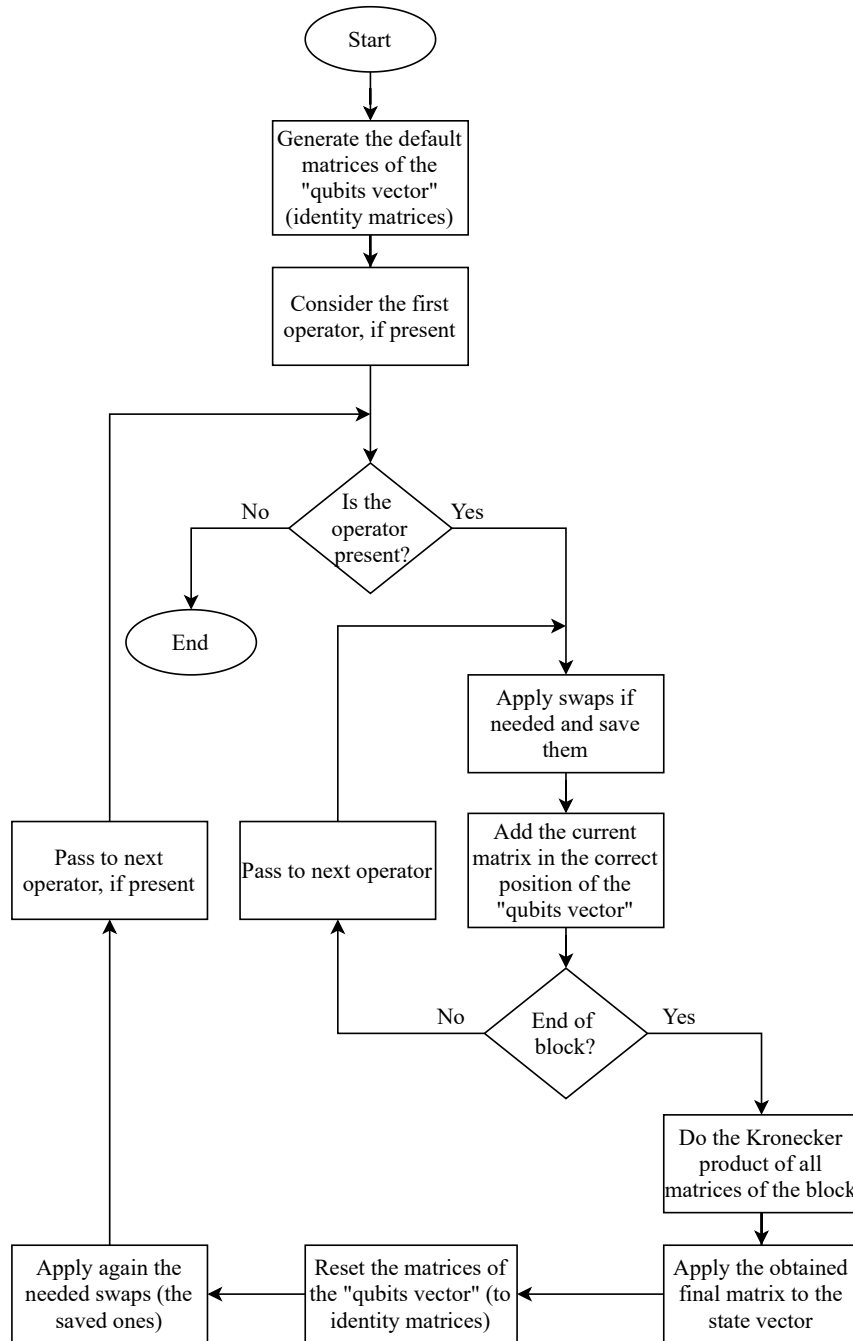 Start
Generate the default
matrices of the
"qubits vector"
(identity matrices)
Consider the first
operator, if present
Is the
operator
present?
No
Yes
End
Apply swaps if
needed and save
them
Add the current
matrix in the correct
position of the
"qubits vector"
Pass to next operator
Pass to next
operator, if present
End of
block?
No
Yes
Do the Kronecker
product of all
matrices of the block
Apply the obtained
final matrix to the
state vector
Reset the matrices of
the "qubits vector" (to
identity matrices)
Apply again the
needed swaps (the
saved ones)